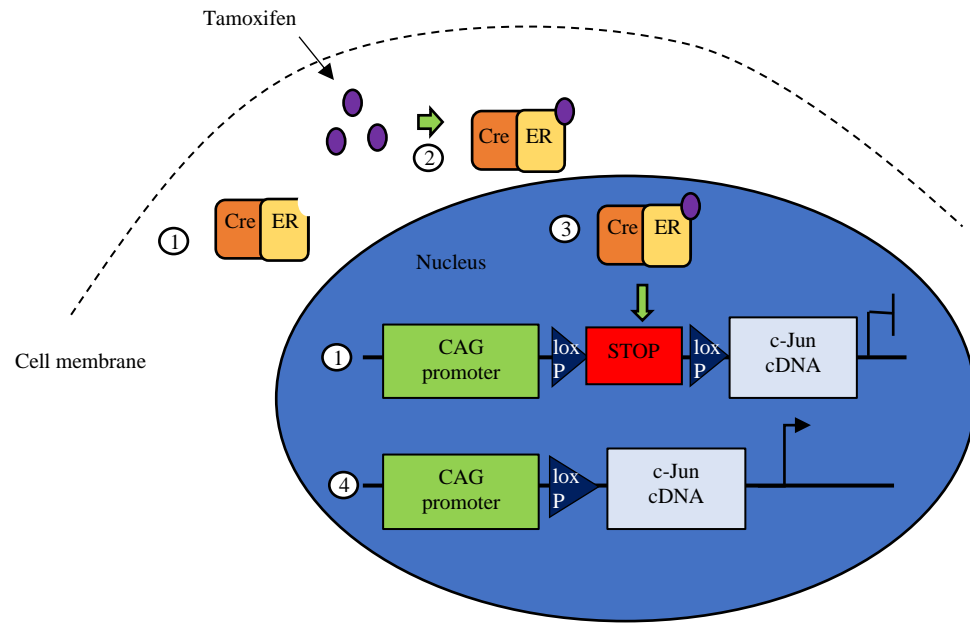 Tamoxifen
2
Cre ER
1
Cre ER
3
Cre ER
Nucleus
Cell membrane
1
CAG
promoter
lox
P
STOP
lox
P
c-Jun
cDNA
4
CAG
promoter
lox
P
c-Jun
cDNA